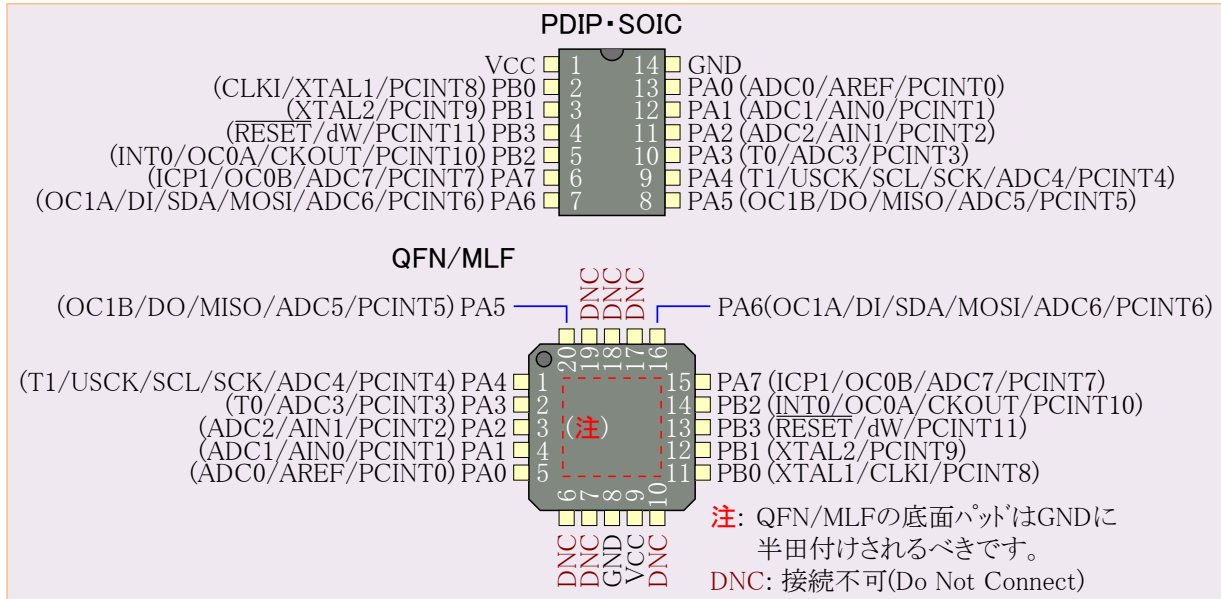 PDIP・SOIC
VCC 1 14 GND
(CLKI/XTAL1/PCINT8) PB0 2 13 PA0 (ADC0/AREF/PCINT0)
(XTAL2/PCINT9) PB1 3 12 PA1 (ADC1/AIN0/PCINT1)
(RESET/dW/PCINT11) PB3 4 11 PA2 (ADC2/AIN1/PCINT2)
(INT0/OC0A/CKOUT/PCINT10) PB2 5 10 PA3 (T0/ADC3/PCINT3)
(ICP1/OC0B/ADC7/PCINT7) PA7 6 9 PA4 (T1/USCK/SCL/SCK/ADC4/PCINT4)
(OC1A/DI/SDA/MOSI/ADC6/PCINT6) PA6 7 8 PA5 (OC1B/DO/MISO/ADC5/PCINT5)
QFN/MLF
DNC DNC DNC
(OC1B/DO/MISO/ADC5/PCINT5) PA5 PA6(OC1A/DI/SDA/MOSI/ADC6/PCINT6)
20 19 18 17 16
(T1/USCK/SCL/SCK/ADC4/PCINT4) PA4 1 15 PA7 (ICP1/OC0B/ADC7/PCINT7)
(T0/ADC3/PCINT3) PA3 2 14 PB2 (INT0/OC0A/CKOUT/PCINT10)
(ADC2/AIN1/PCINT2) PA2 3 (注) 13 PB3 (RESET/dW/PCINT11)
(ADC1/AIN0/PCINT1) PA1 4 12 PB1 (XTAL2/PCINT9)
(ADC0/AREF/PCINT0) PA0 5 11 PB0 (XTAL1/CLKI/PCINT8)
6 7 8 9 10
DNC DNC GND VCC DNC
注: QFN/MLFの底面パッドはGNDに
半田付けされるべきです。
DNC: 接続不可(Do Not Connect)